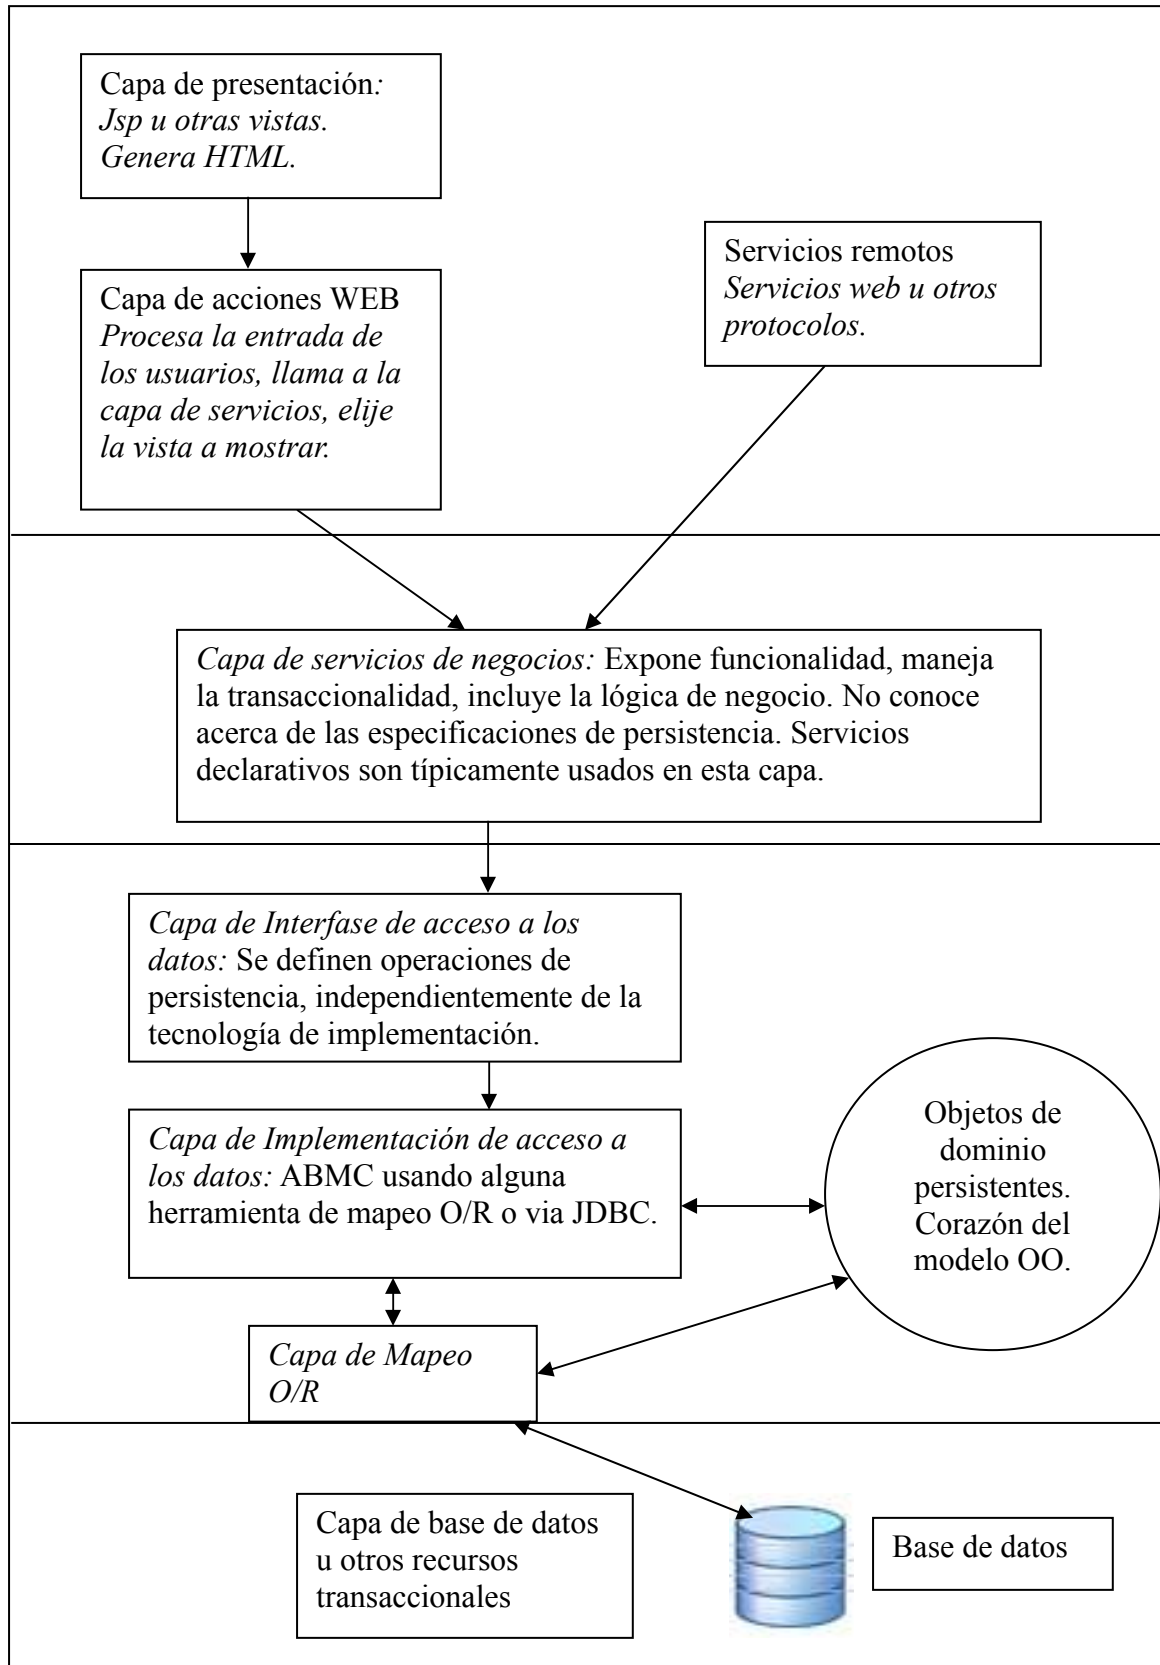 Capa de presentación:
Jsp u otras vistas.
Genera HTML.
Servicios remotos
Servicios web u otros
protocolos.
Capa de acciones WEB
Procesa la entrada de
los usuarios, llama a la
capa de servicios, elije
la vista a mostrar.
Capa de servicios de negocios: Expone funcionalidad, maneja
la transaccionalidad, incluye la lógica de negocio. No conoce
acerca de las especificaciones de persistencia. Servicios
declarativos son típicamente usados en esta capa.
Capa de Interfase de acceso a los
datos: Se definen operaciones de
persistencia, independientemente de la
tecnología de implementación.
Capa de Implementación de acceso a
los datos: ABMC usando alguna
herramienta de mapeo O/R o via JDBC.
Objetos de
dominio
persistentes.
Corazón del
modelo OO.
Capa de Mapeo
O/R
Capa de base de datos
u otros recursos
transaccionales
Base de datos